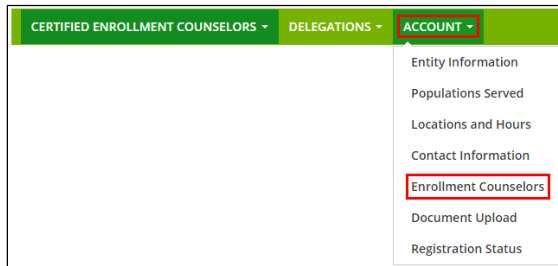 CERTIFIED ENROLLMENT COUNSELORS DELEGATIONS ACCOUNT
Entity Information
Populations Served
Locations and Hours
Contact Information
Enrollment Counselors
Document Upload
Registration Status